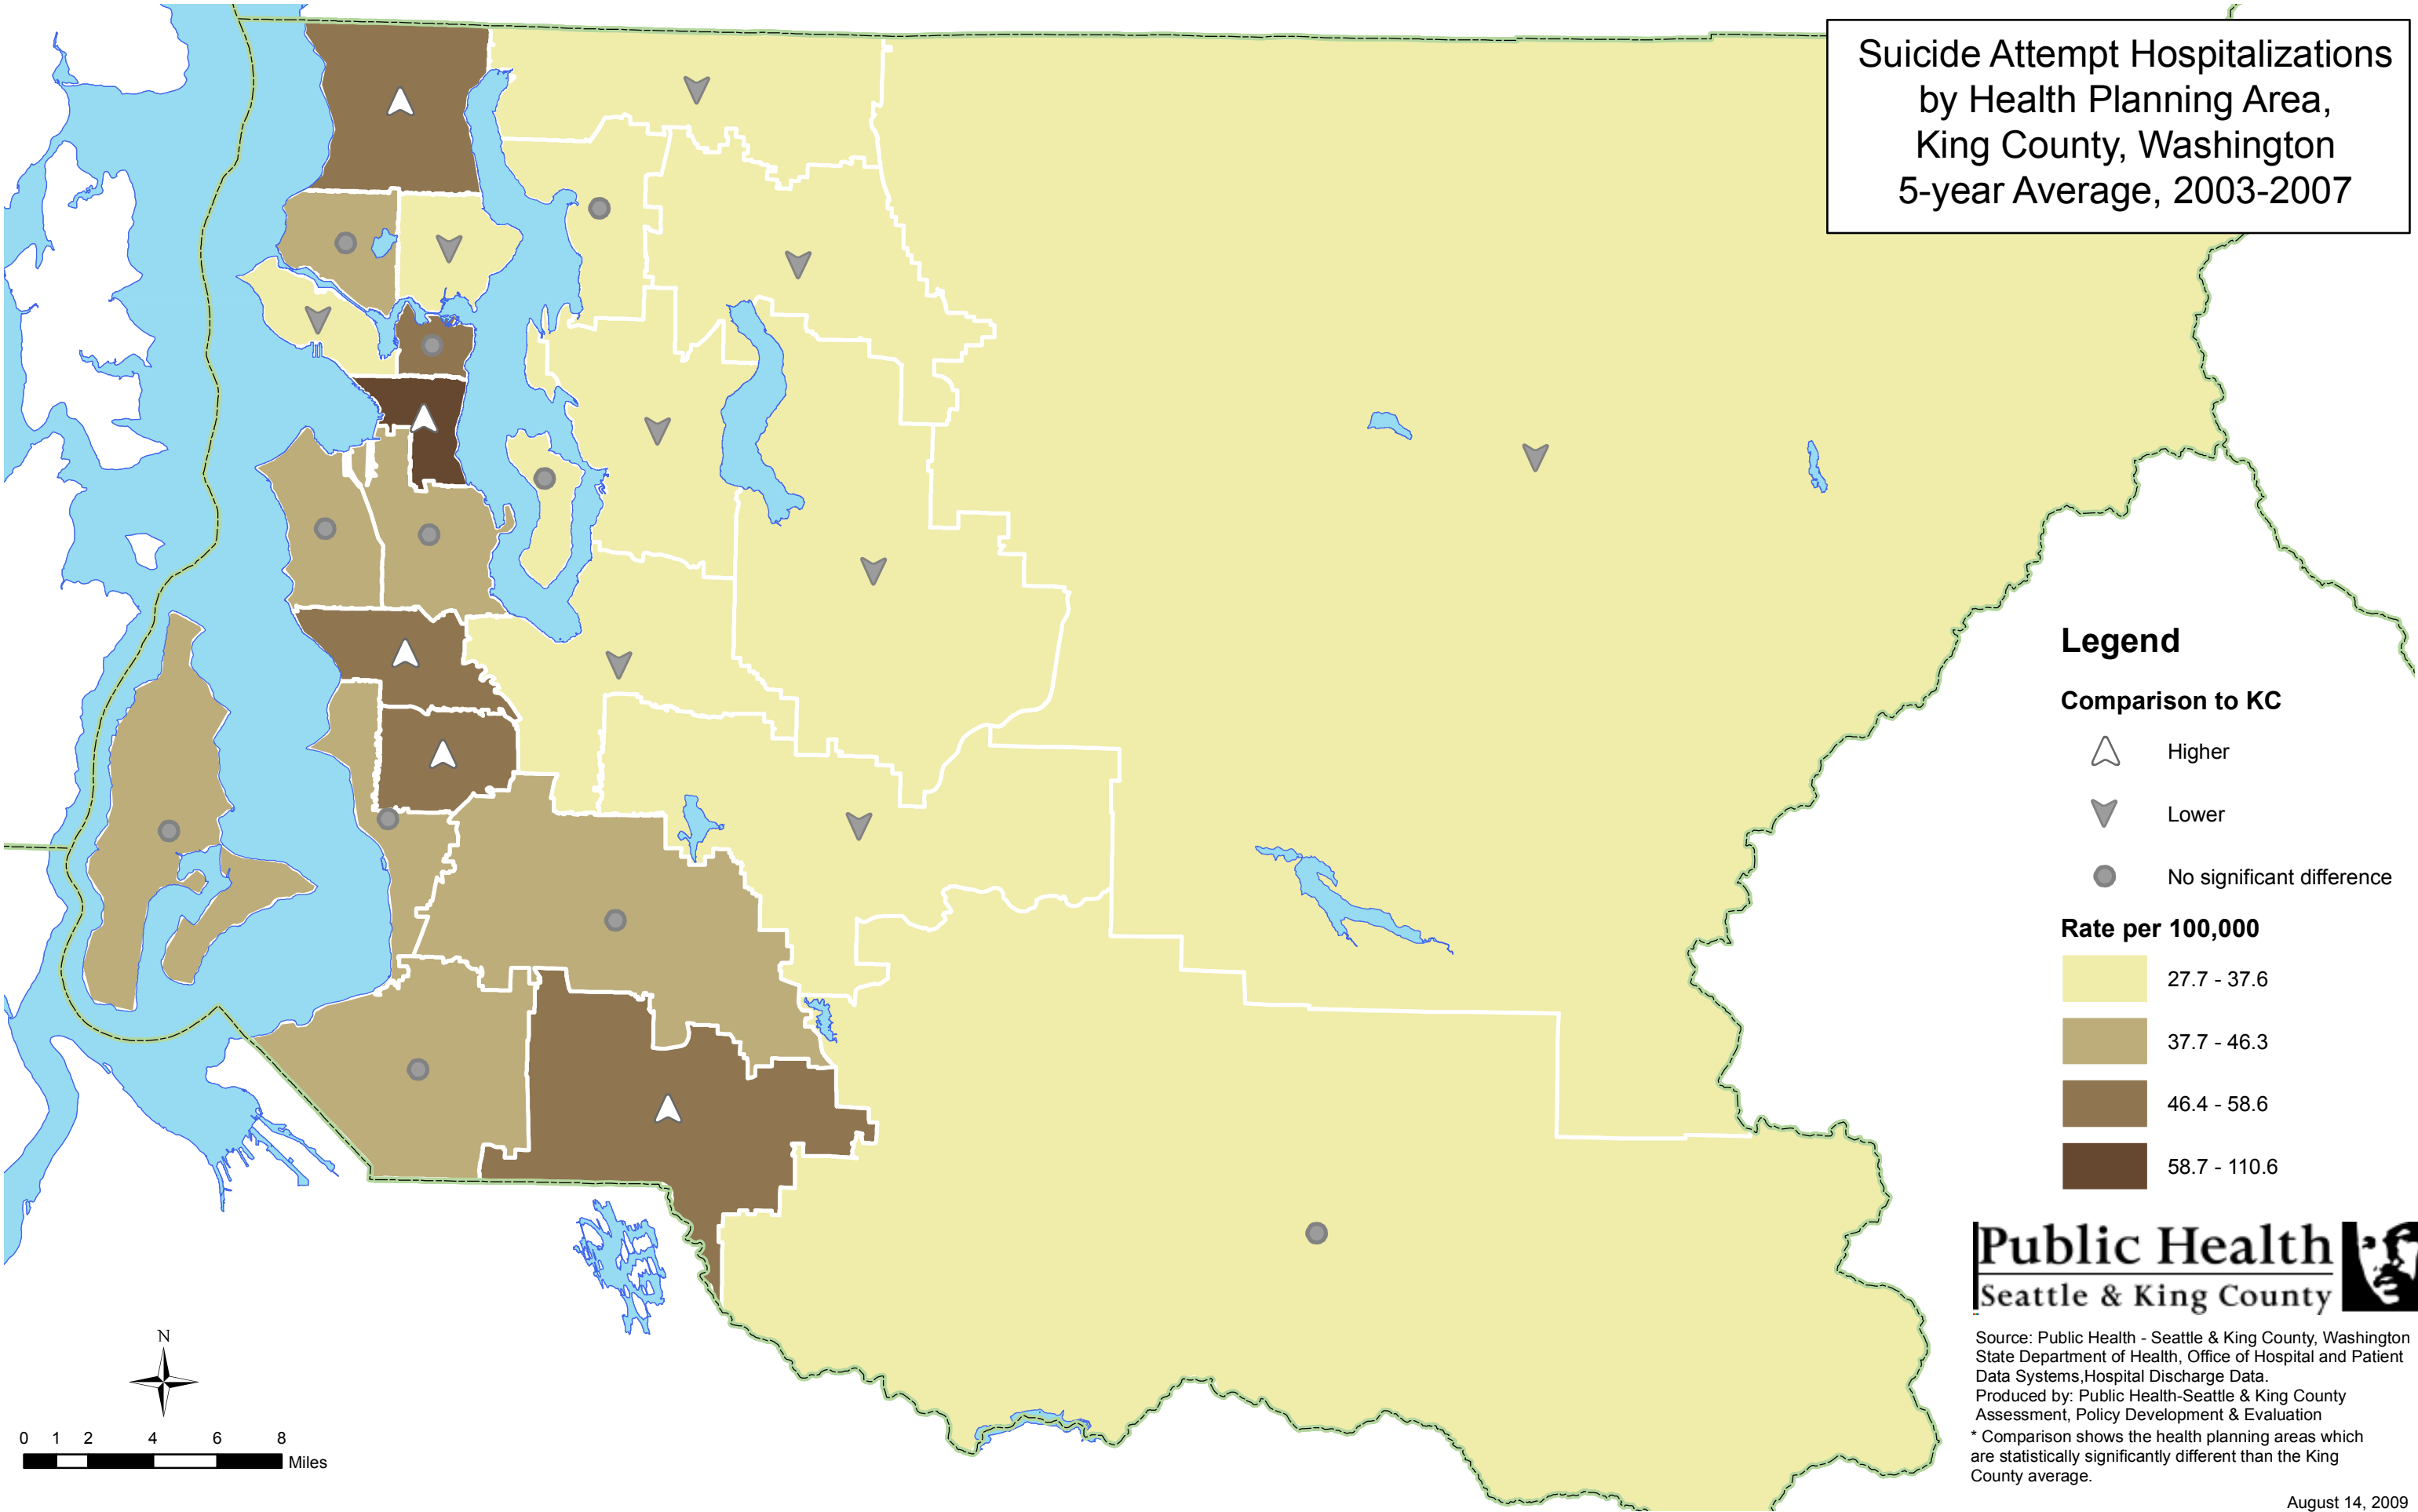 Suicide Attempt Hospitalizations
by Health Planning Area,
King County, Washington
5-year Average, 2003-2007
Legend
Comparison to KC
Higher
Lower
No significant difference
Rate per 100,000
27.7 - 37.6
37.7 - 46.3
46.4 - 58.6
58.7 - 110.6
Public Health
Seattle & King County
Source: Public Health - Seattle & King County, Washington
State Department of Health, Office of Hospital and Patient
Data Systems,Hospital Discharge Data.
Produced by: Public Health-Seattle & King County
Assessment, Policy Development & Evaluation
* Comparison shows the health planning areas which
are statistically significantly different than the King
County average.
August 14, 2009
N
0 1 2 4 6 8
Miles